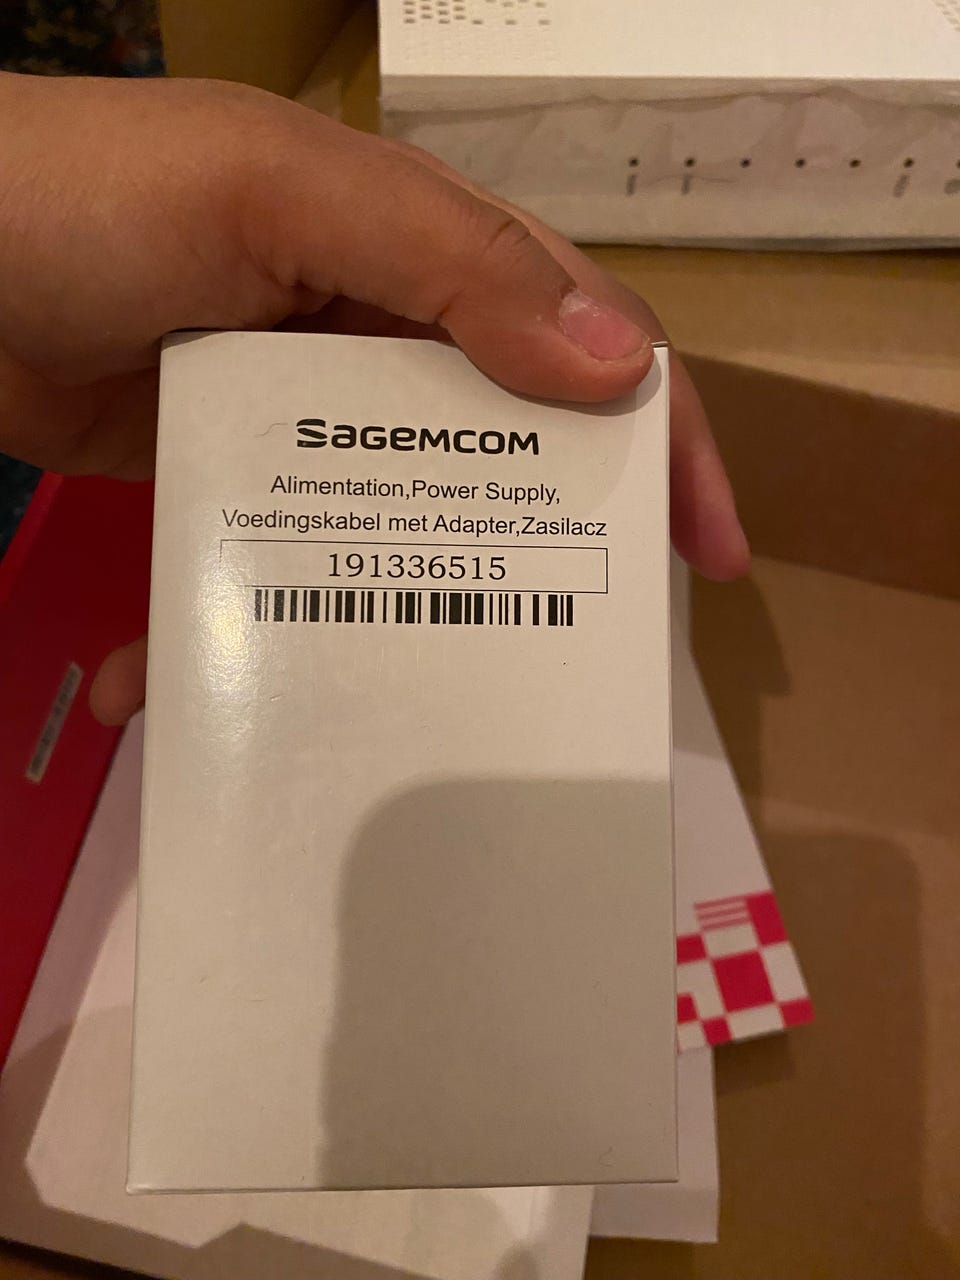 Sagemcom
Alimentation,Power Supply,
Voedingskabel met Adapter,Zasilacz
191336515